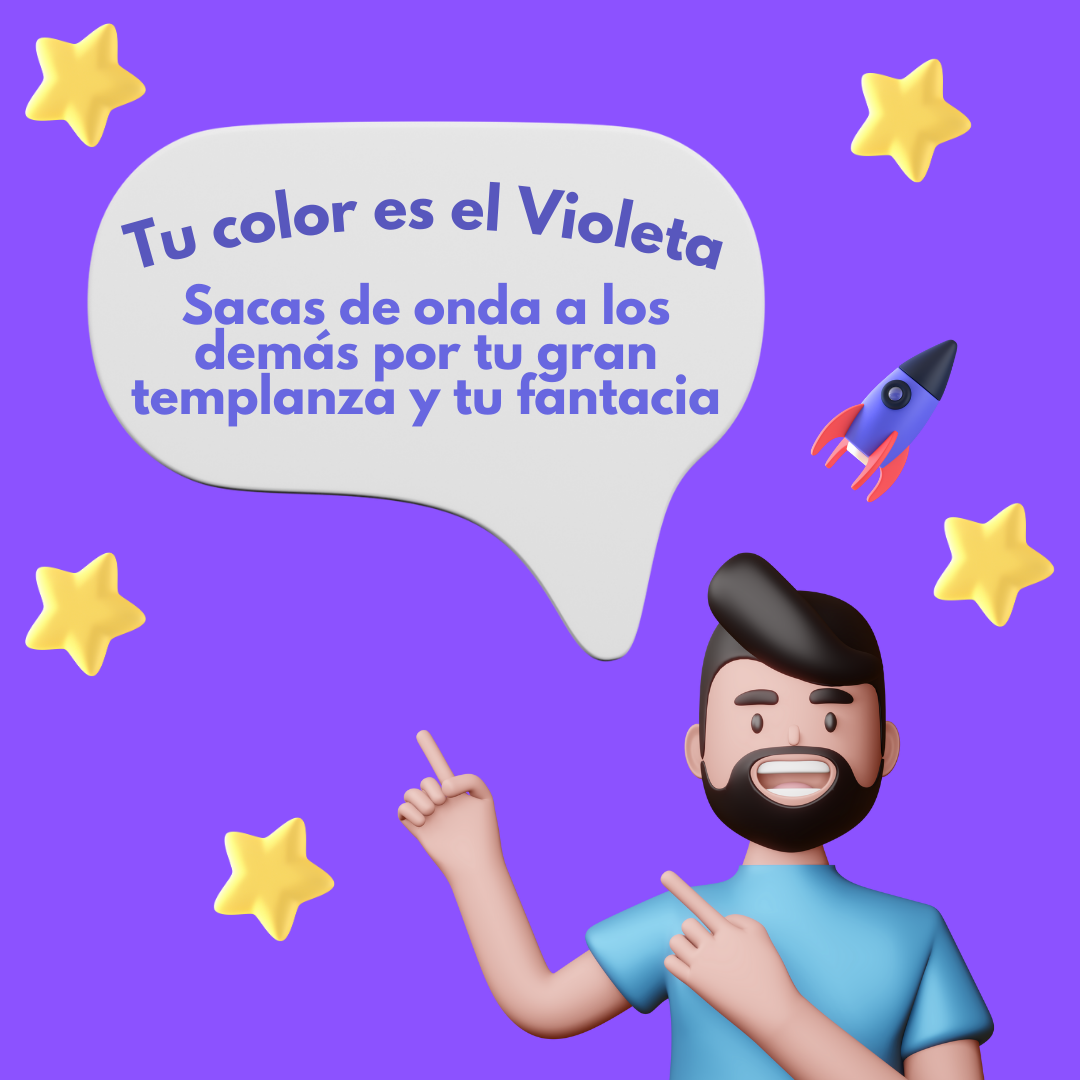 Tu color es el Violeta
Sacas de onda a los
demás por tu gran
templanza y tu fantacia